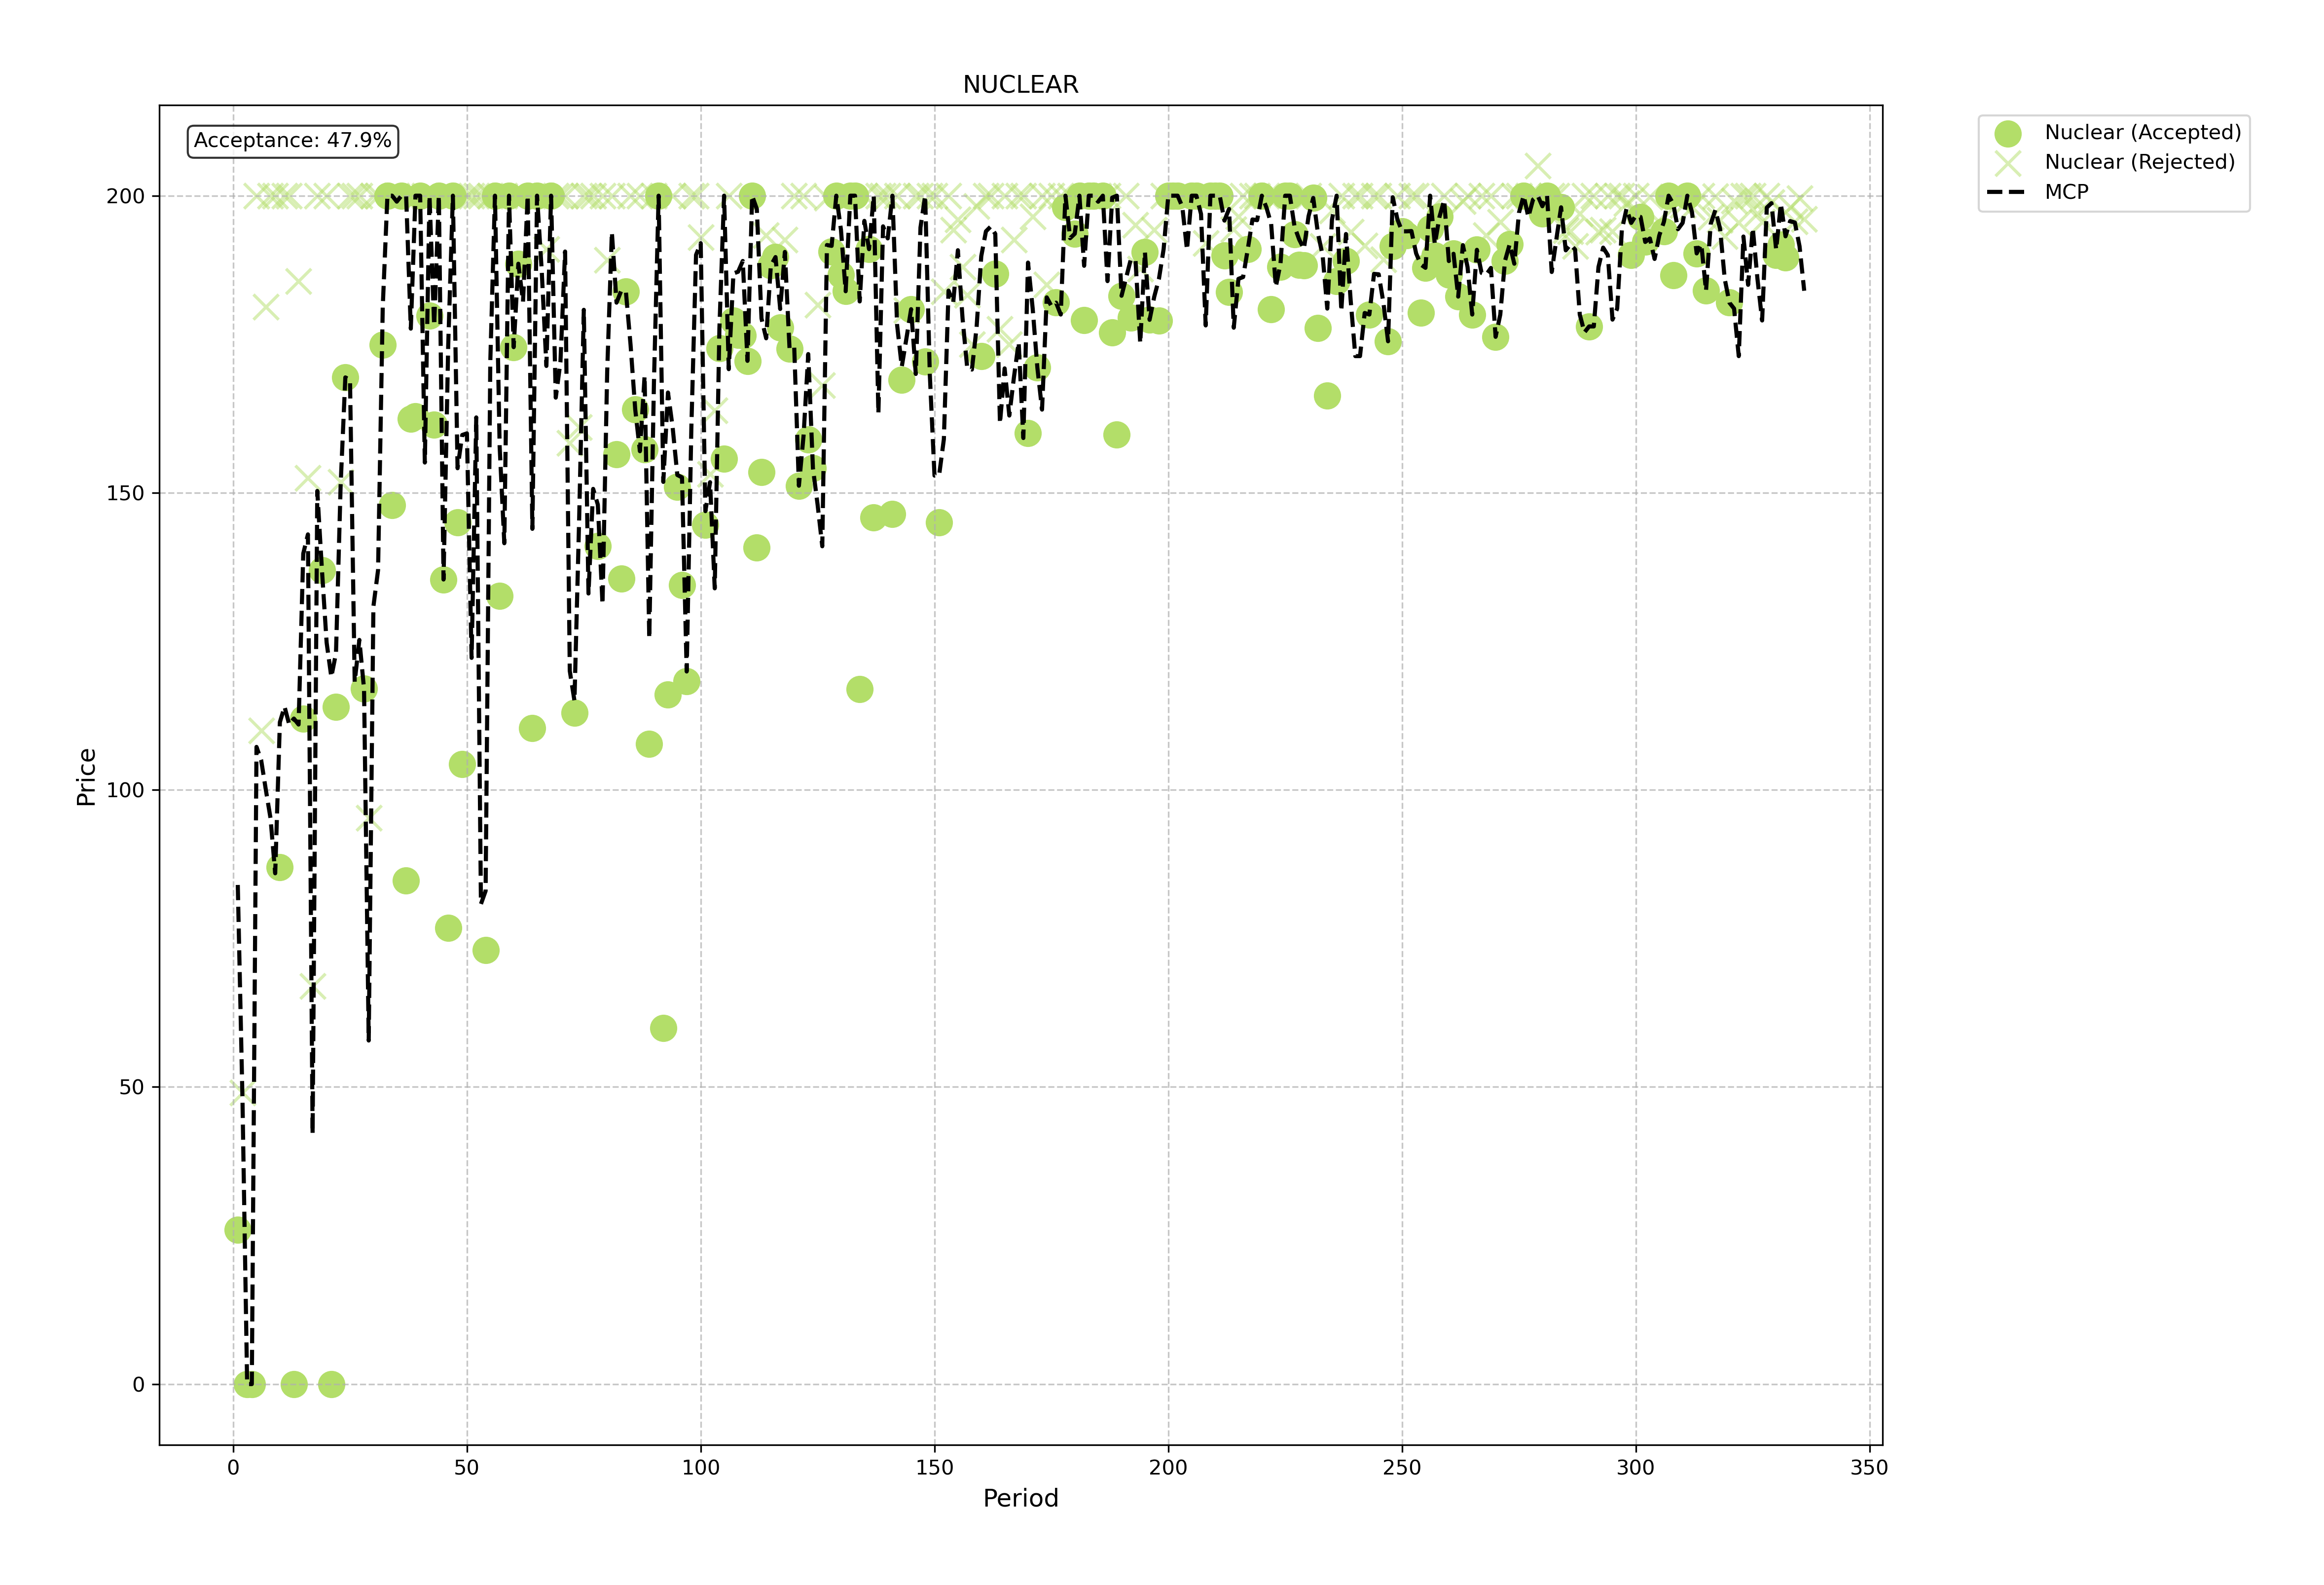 NUCLEAR
Acceptance: 47.9%
Nuclear (Accepted)
Nuclear (Rejected)
MCP
Price
200
150
100
50
0
0 50 100 150 200 250 300 350
Period